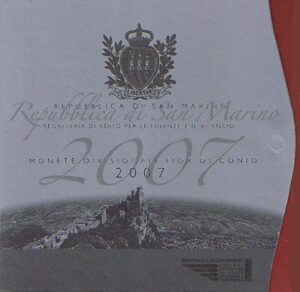 LIBERTAS
REPUBBLICA DI SAN MARINO
Repubblica di San Marino
SEGRETERIA DI STATO PER LE FINANZE E IL BILANCIO
2007
MONETE DIVISIONALI FIOR DI CONIO
2007